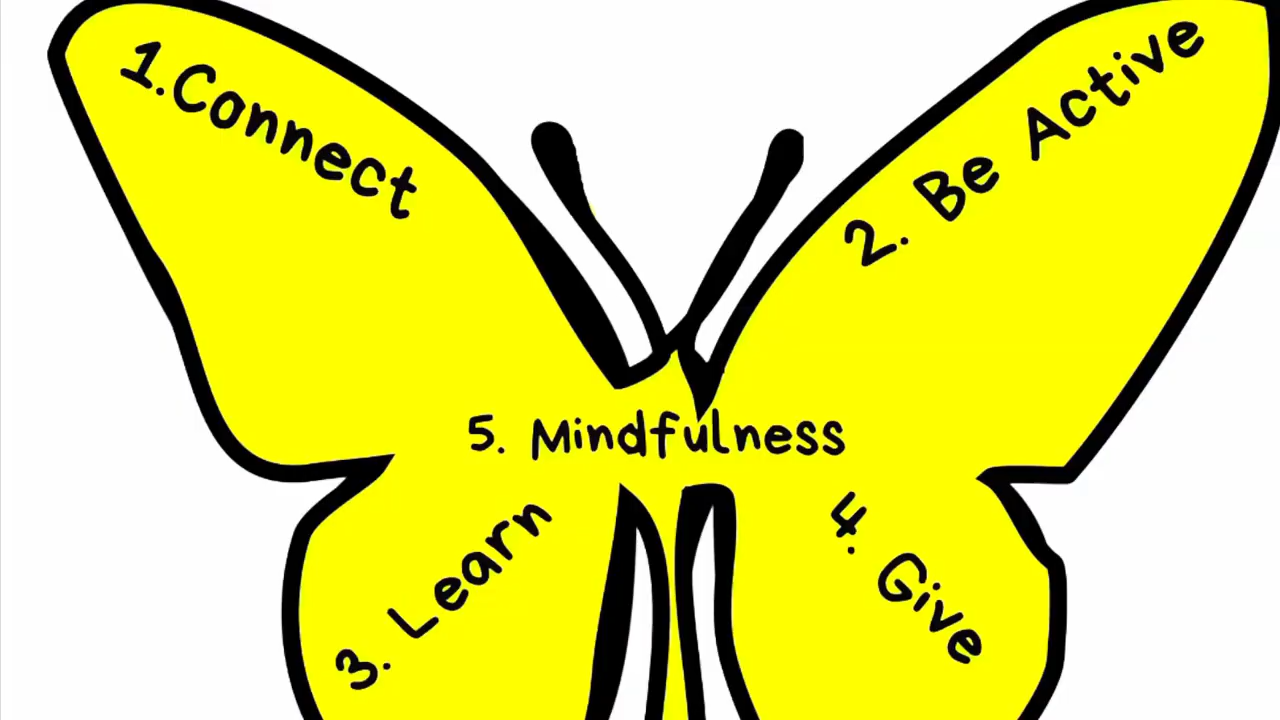 1.Connect
2. Be Active
5. Mindfulness
3. Learn
4. Give